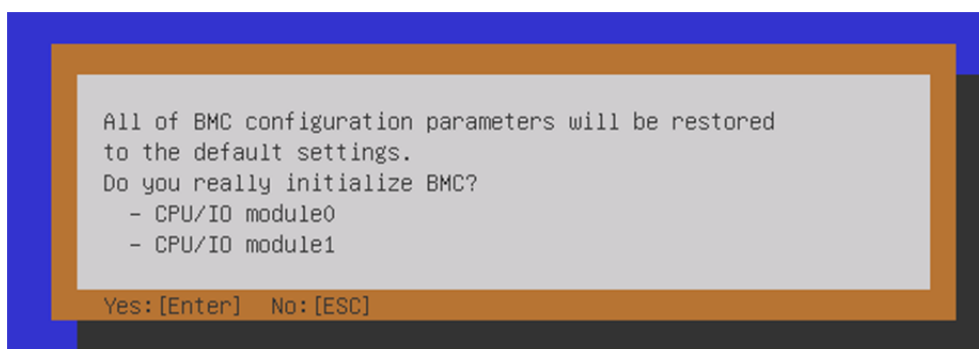 All of BMC configuration parameters will be restored
to the default settings.
Do you really initialize BMC?
- CPU/IO module0
- CPU/IO module1
Yes:[Enter]  No:[ESC]